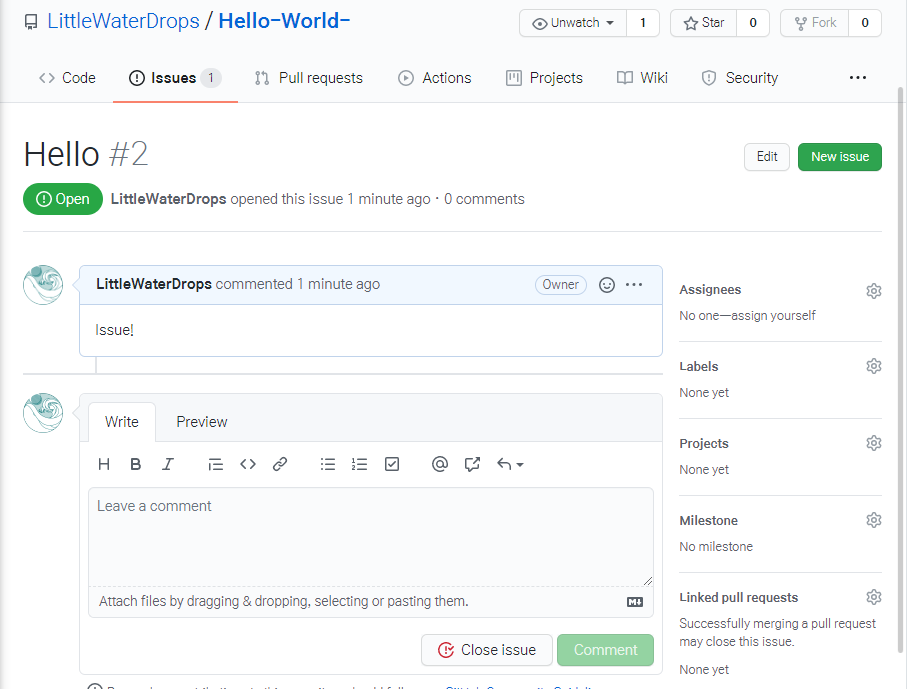 LittleWaterDrops / Hello-World-
Unwatch 1 Star 0 Fork 0
Code Issues 1 Pull requests Actions Projects Wiki Security
Hello #2
Edit New issue
Open LittleWaterDrops opened this issue 1 minute ago · 0 comments
LittleWaterDrops commented 1 minute ago Owner
Issue!
Assignees
No one—assign yourself
Labels
None yet
Projects
None yet
Milestone
No milestone
Linked pull requests
Successfully merging a pull request
may close this issue.
None yet
Write Preview
Leave a comment
Attach files by dragging & dropping, selecting or pasting them.
Close issue Comment